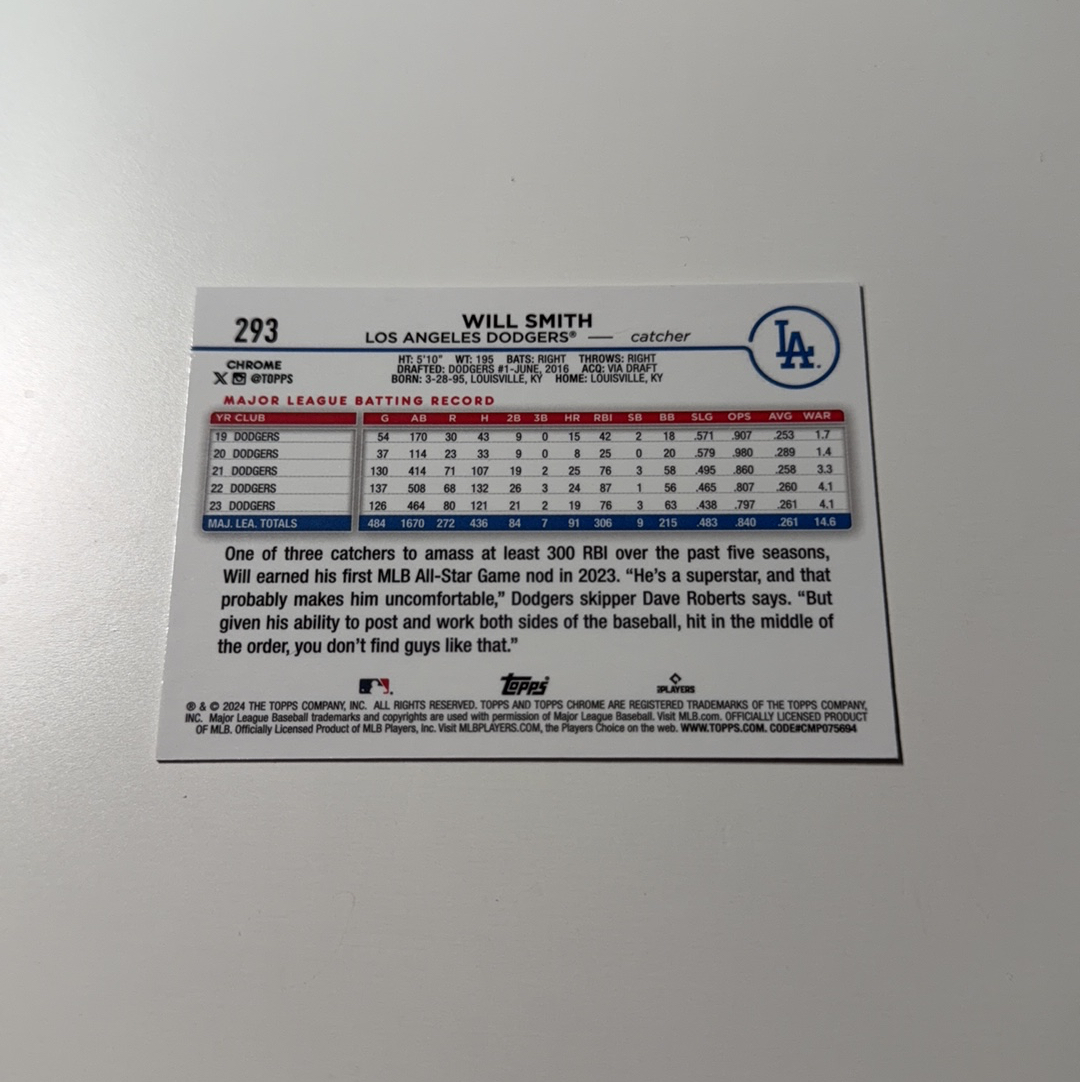 293
WILL SMITH
LOS ANGELES DODGERS® — catcher
LA
CHROME
@TOPPS
HT: 5'10" WT: 195 BATS: RIGHT THROWS: RIGHT
DRAFTED: DODGERS #1-JUNE, 2016 ACQ: VIA DRAFT
BORN: 3-28-95, LOUISVILLE, KY HOME: LOUISVILLE, KY
MAJOR LEAGUE BATTING RECORD
YR CLUB G AB R H 2B 3B HR RBI SB BB SLG OPS AVG WAR
19 DODGERS 54 170 30 43 9 0 15 42 2 18 .571 .907 .253 1.7
20 DODGERS 37 114 23 33 9 0 8 25 0 20 .579 .980 .289 1.4
21 DODGERS 130 414 71 107 19 2 25 76 3 58 .495 .860 .258 3.3
22 DODGERS 137 508 68 132 26 3 24 87 1 56 .465 .807 .260 4.1
23 DODGERS 126 464 80 121 21 2 19 76 3 63 .438 .797 .261 4.1
MAJ. LEA. TOTALS 484 1670 272 436 84 7 91 306 9 215 .483 .840 .261 14.6
One of three catchers to amass at least 300 RBI over the past five seasons,
Will earned his first MLB All-Star Game nod in 2023. “He's a superstar, and that
probably makes him uncomfortable,” Dodgers skipper Dave Roberts says. “But
given his ability to post and work both sides of the baseball, hit in the middle of
the order, you don't find guys like that.”
Topps
PLAYERS
® & © 2024 THE TOPPS COMPANY, INC. ALL RIGHTS RESERVED. TOPPS AND TOPPS CHROME ARE REGISTERED TRADEMARKS OF THE TOPPS COMPANY,
INC. Major League Baseball trademarks and copyrights are used with permission of Major League Baseball. Visit MLB.com. OFFICIALLY LICENSED PRODUCT
OF MLB. Officially Licensed Product of MLB Players, Inc. Visit MLBPLAYERS.COM, the Players Choice on the web. WWW.TOPPS.COM. CODE#CMP075694